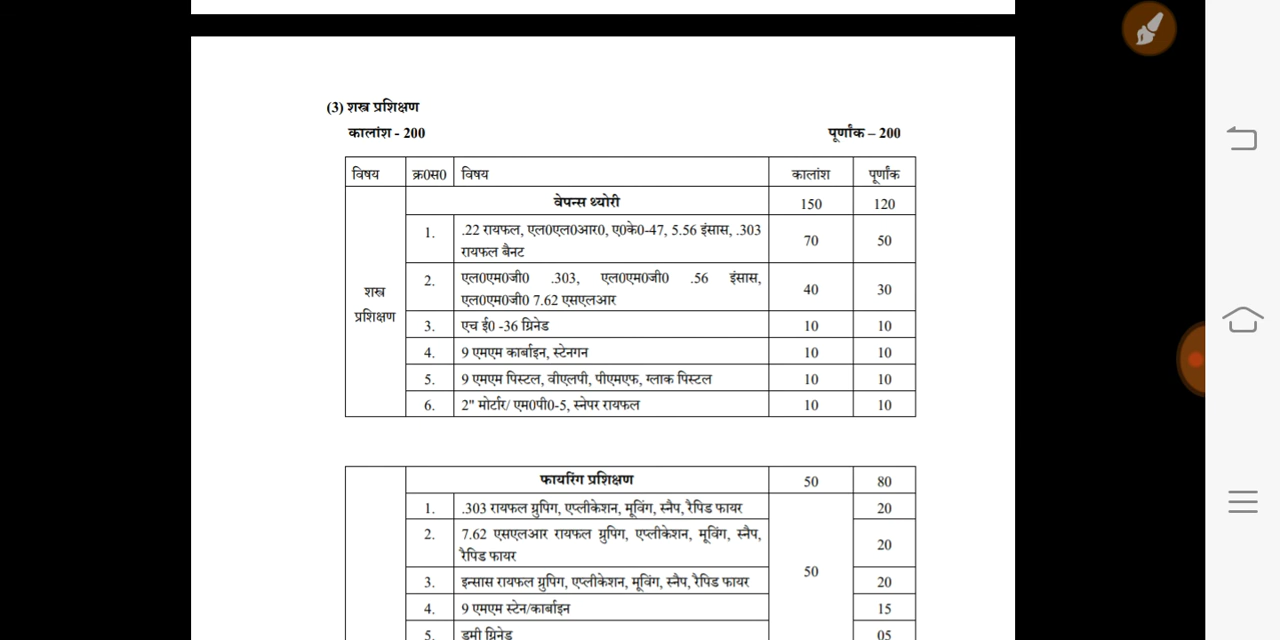 (3) शस्त्र प्रशिक्षण
कालांश - 200 पूर्णांक – 200
विषय क्र0स0 विषय कालांश पूर्णांक
वेपन्स थ्योरी 150 120
1. .22 रायफल, एल0एल0आर0, ए0के0-47, 5.56 इंसास, .303
रायफल बैनट 70 50
2. एल0एम0जी0 .303, एल0एम0जी0 .56 इंसास,
एल0एम0जी0 7.62 एसएलआर 40 30
शस्त्र
प्रशिक्षण
3. एच ई0 -36 ग्रिनेड 10 10
4. 9 एमएम कार्बाइन, स्टेनगन 10 10
5. 9 एमएम पिस्टल, वीएलपी, पीएमएफ, ग्लाक पिस्टल 10 10
6. 2" मोर्टार/ एम0पी0-5, स्नेपर रायफल 10 10
फायरिंग प्रशिक्षण 50 80
1. .303 रायफल ग्रुपिग, एप्लीकेशन, मूविंग, स्नैप, रैपिड फायर 20
2. 7.62 एसएलआर रायफल ग्रुपिग, एप्लीकेशन, मूविंग, स्नैप,
रैपिड फायर 20
50
3. इन्सास रायफल ग्रुपिग, एप्लीकेशन, मूविंग, स्नैप, रैपिड फायर 20
4. 9 एमएम स्टेन/कार्बाइन 15
5. डमी ग्रिनेड 05